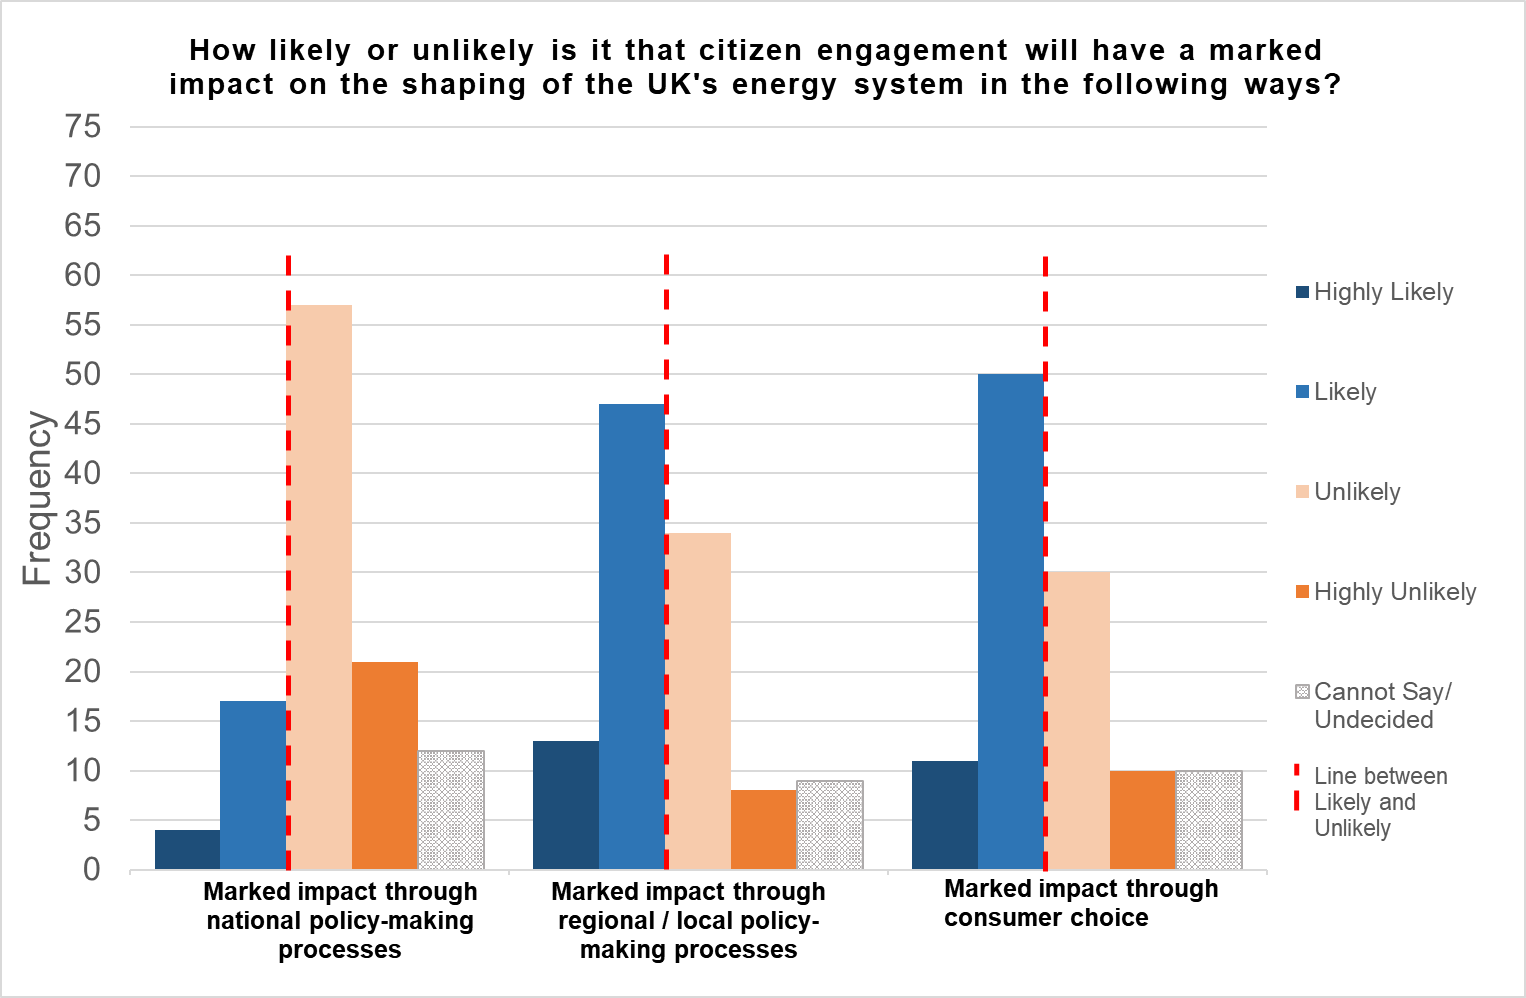 How likely or unlikely is it that citizen engagement will have a marked
impact on the shaping of the UK's energy system in the following ways?
75
70
65
60
55
50
45
40
35
30
25
20
15
10
5
0
Frequency
Marked impact through
national policy-making
processes
Marked impact through
regional / local policy-
making processes
Marked impact through
consumer choice
Highly Likely
Likely
Unlikely
Highly Unlikely
Cannot Say/
Undecided
Line between
Likely and
Unlikely